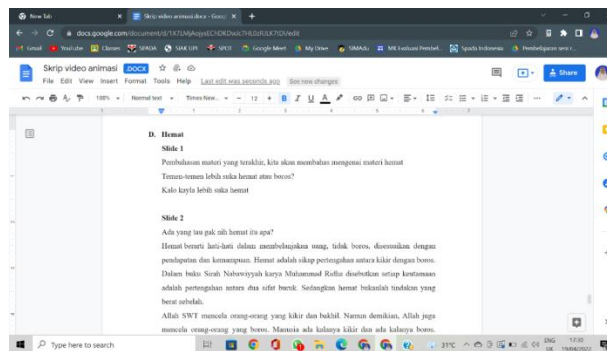 New Tab
Skrip video animasi.docx - Goog
docs.google.com/document/d/
Gmail YouTube Classes SPADA SIAK UPI SPOT Google Meet My Drive SIMAdu Spada Indonesia
Skrip video animasi .DOCX
File Edit View Insert Format Tools Help Last edit was seconds ago See new changes
Share
100% Normal text Times New... 12 B I U A
D. Hemat
Slide 1
Pembahasan materi yang terakhir, kita akan membahas mengenai materi hemat
Temen-temen lebih suka hemat atau boros?
Kalo kayla lebih suka hemat
Slide 2
Ada yang tau gak nih hemat itu apa?
Hemat berarti hati-hati dalam membelanjakan uang, tidak boros, disesuaikan dengan
pendapatan dan kemampuan. Hemat adalah sikap pertengahan antara kikir dengan boros.
Dalam buku Sirah Nabawiyyah karya Muhammad Ridha disebutkan setiap keutamaan
adalah pertengahan antara dua sifat buruk. Sedangkan hemat bukanlah tindakan yang
berat sebelah.
Allah SWT mencela orang-orang yang kikir dan bakhil. Namun demikian, Allah juga
mencela orang-orang yang boros. Manusia ada kalanya kikir dan ada kalanya boros.
Type here to search
31°C
ENG
17:30
19/04/2022